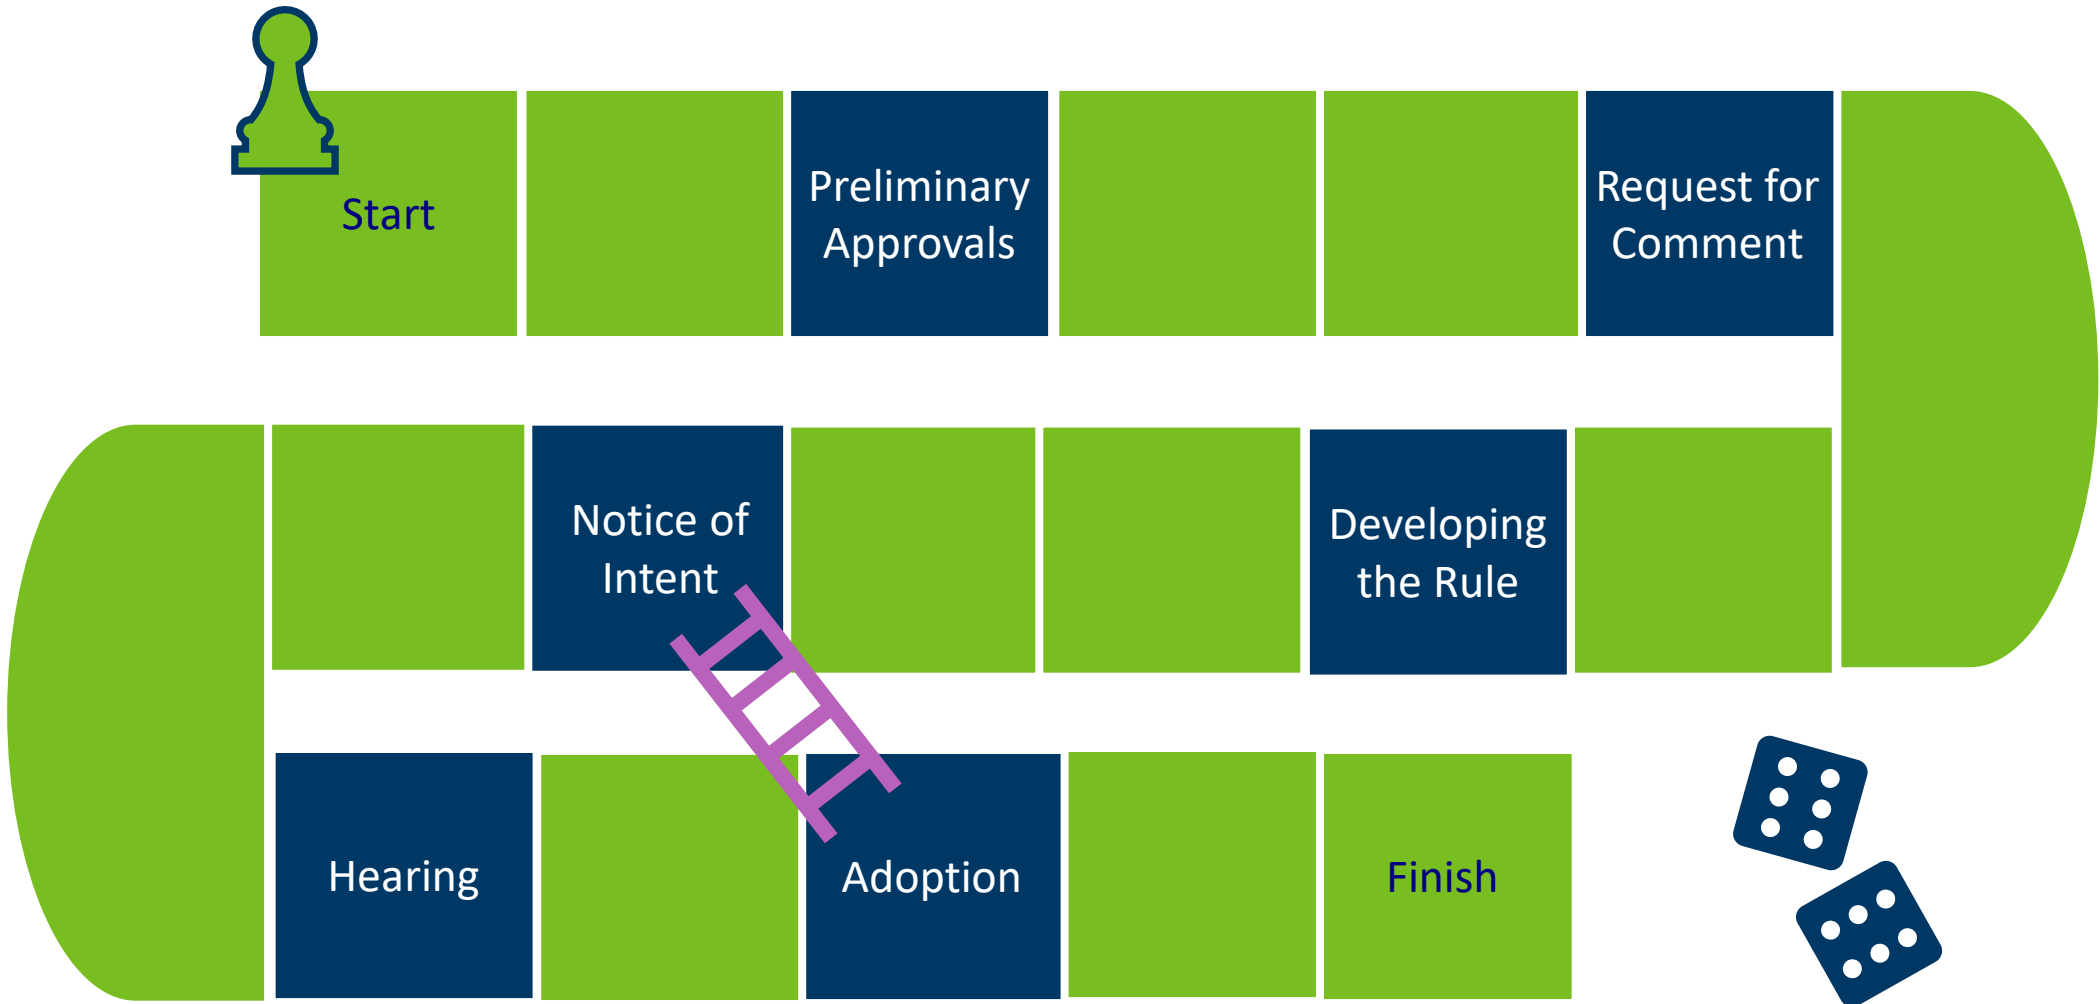 Start
Preliminary
Approvals
Request for
Comment
Notice of
Intent
Developing
the Rule
Hearing
Adoption
Finish